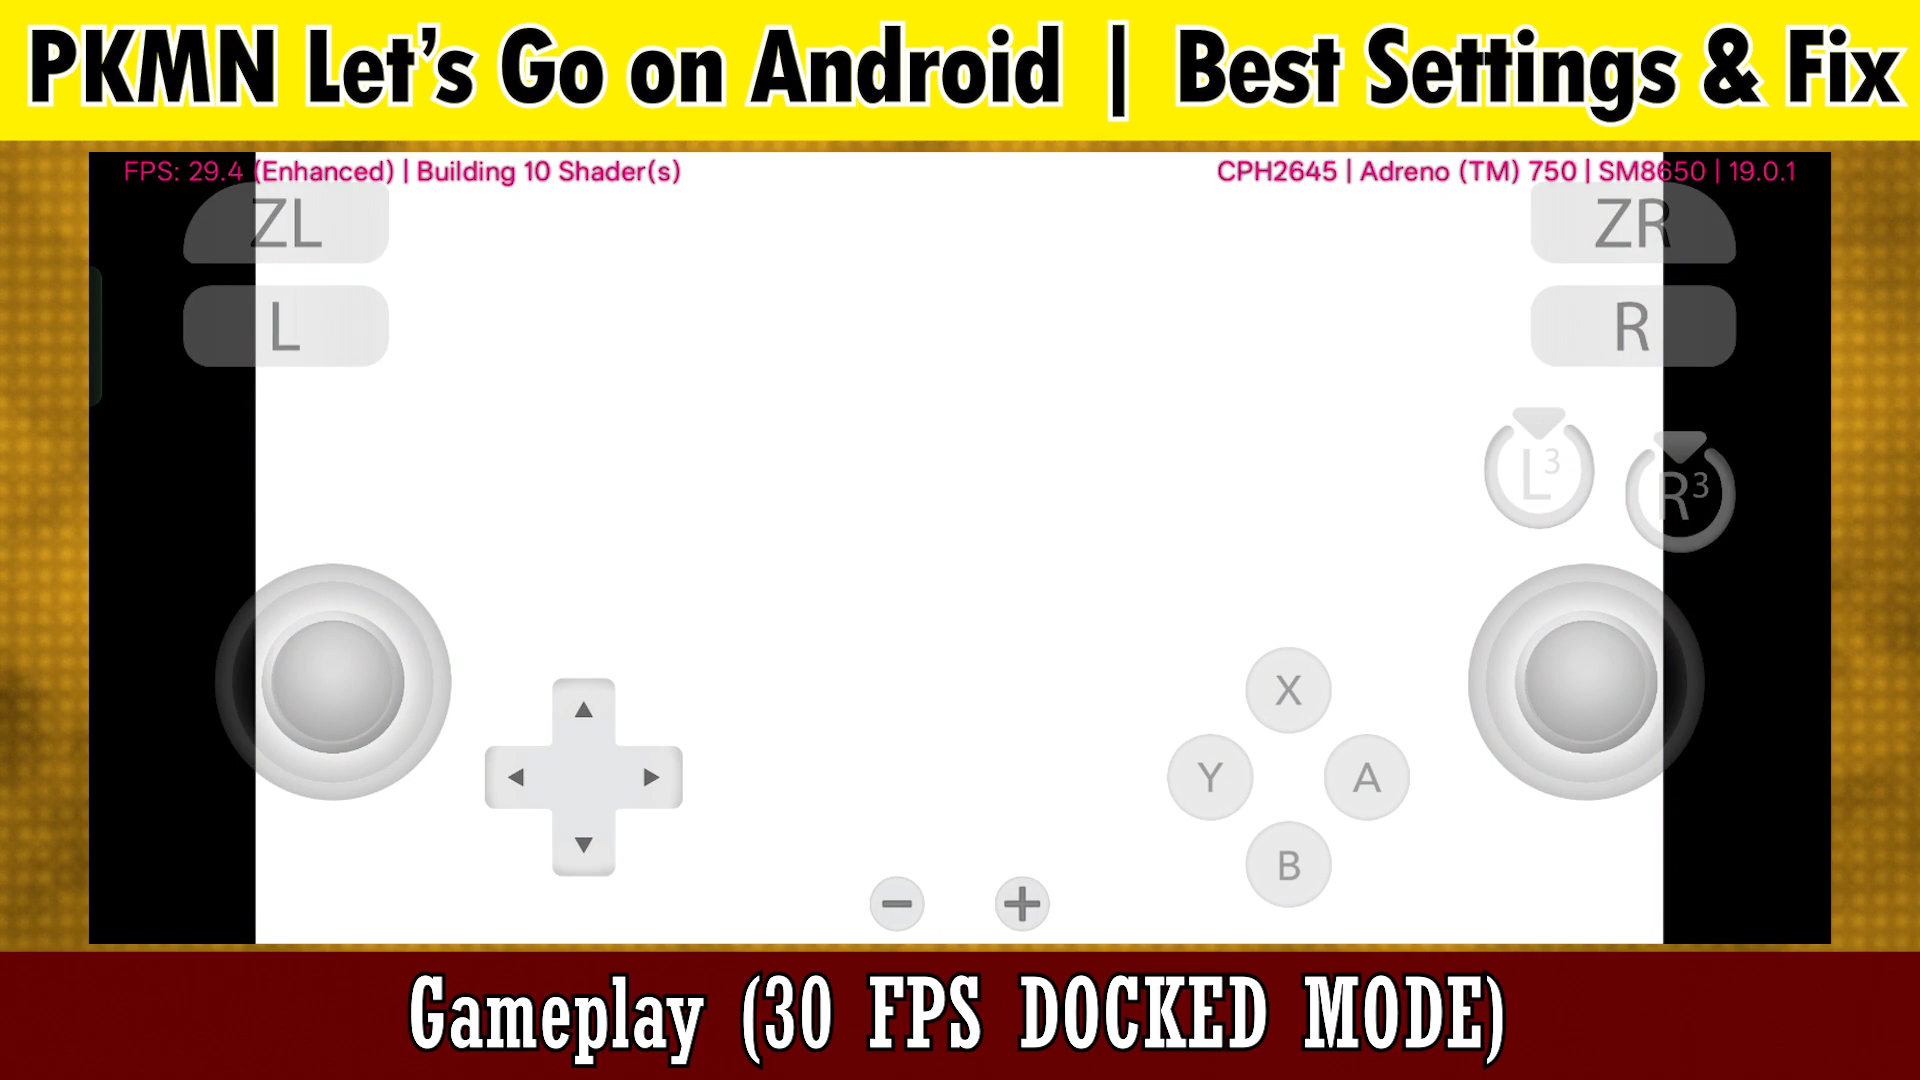 PKMN Let's Go on Android | Best Settings & Fix
FPS: 29.4 (Enhanced) | Building 10 Shader(s)
CPH2645 | Adreno (TM) 750 | SM8650 | 19.0.1
ZL
ZR
L
R
L3
R3
X
Y
A
B
Gameplay (30 FPS DOCKED MODE)